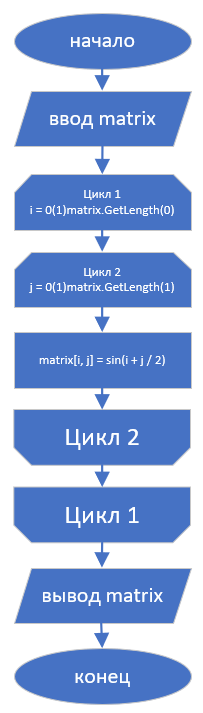 начало
ввод matrix
Цикл 1
i = 0(1)matrix.GetLength(0)
Цикл 2
j = 0(1)matrix.GetLength(1)
matrix[i, j] = sin(i + j / 2)
Цикл 2
Цикл 1
вывод matrix
конец